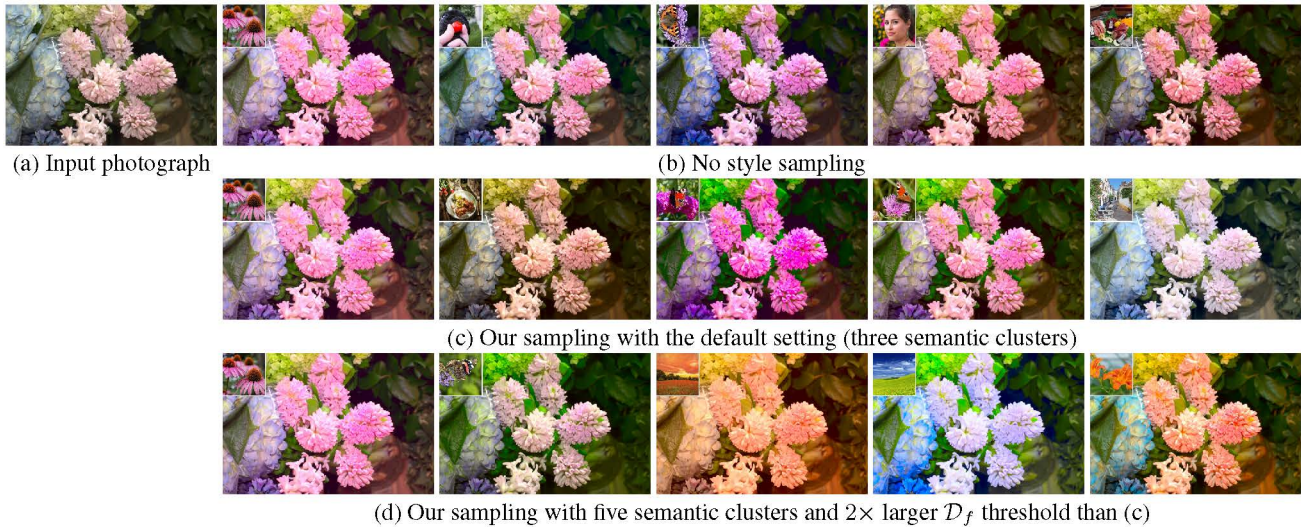 (a) Input photograph
(b) No style sampling
(c) Our sampling with the default setting (three semantic clusters)
(d) Our sampling with five semantic clusters and 2× larger 𝒟f threshold than (c)